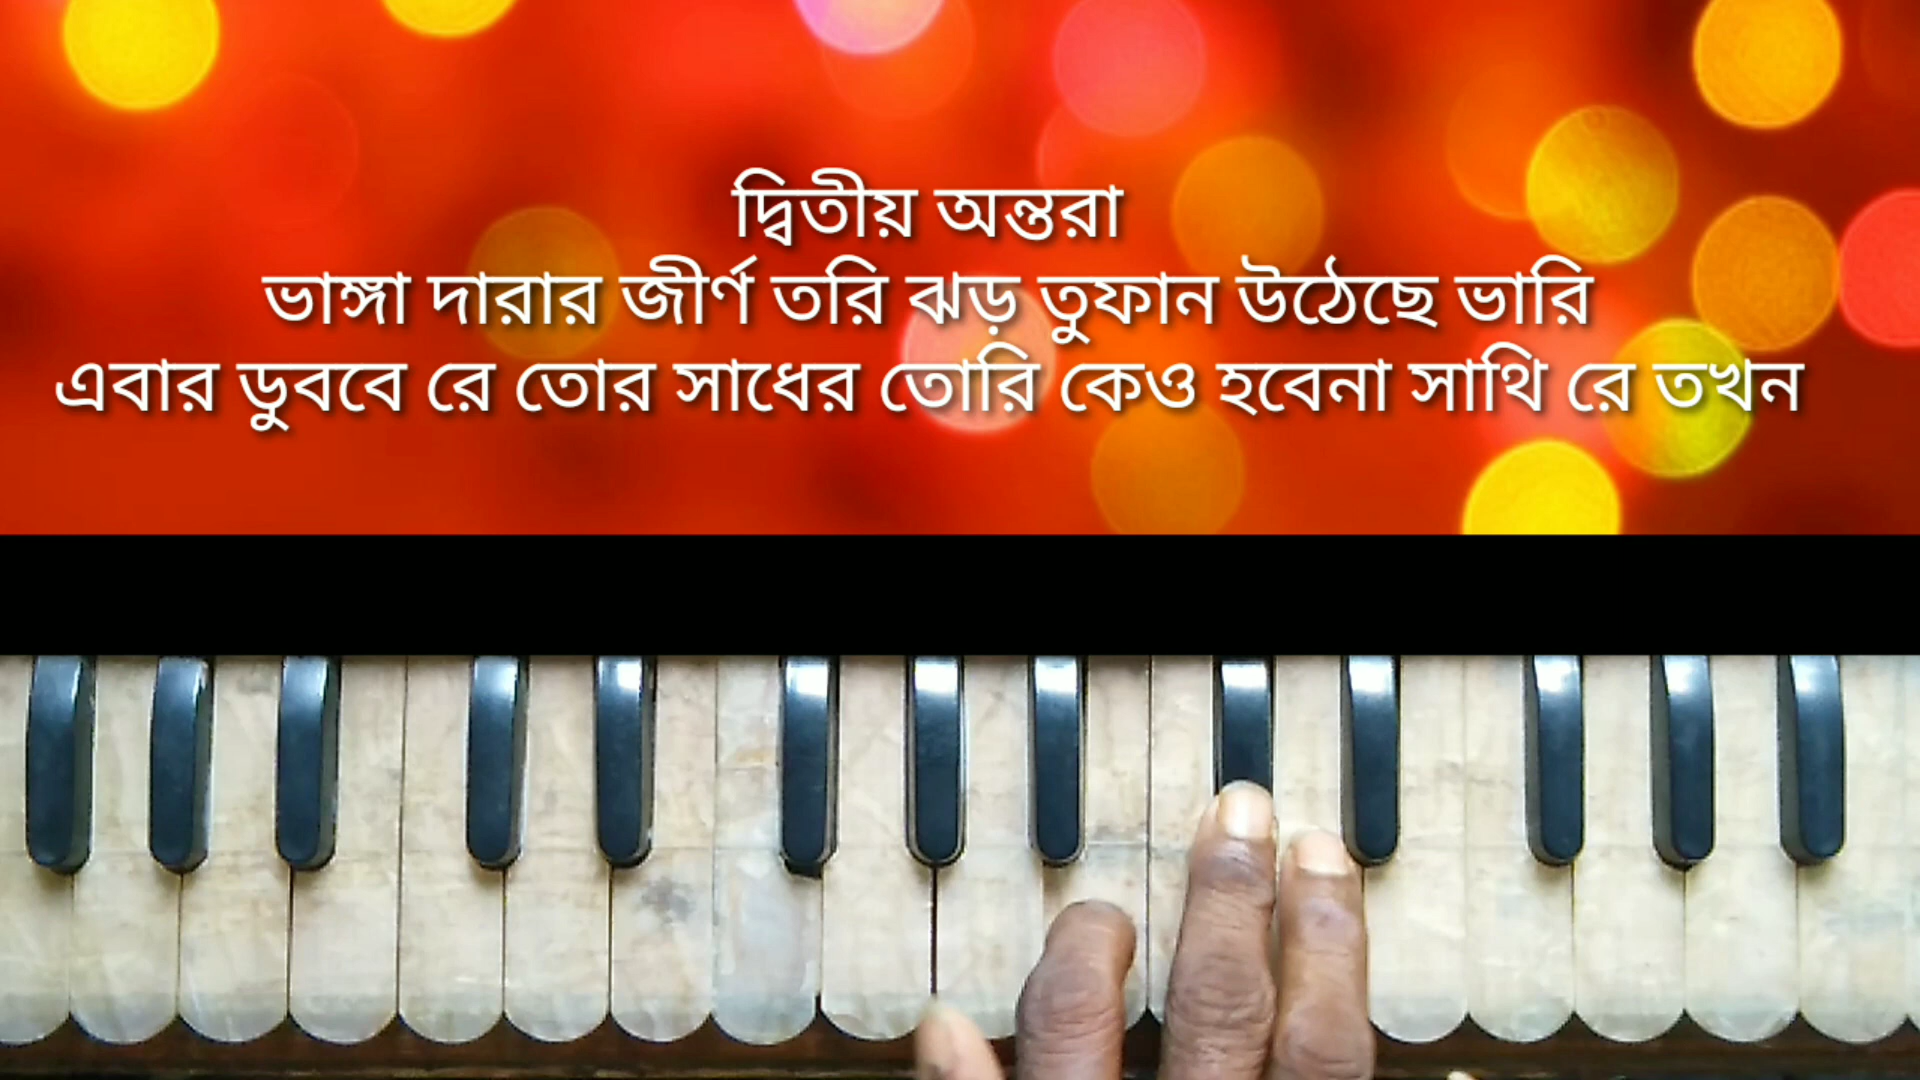 দ্বিতীয় অন্তরা
ভাঙ্গা দারার জীর্ণ তরি ঝড় তুফান উঠেছে ভারি
এবার ডুববে রে তোর সাধের তোরি কেও হবেনা সাথি রে তখন